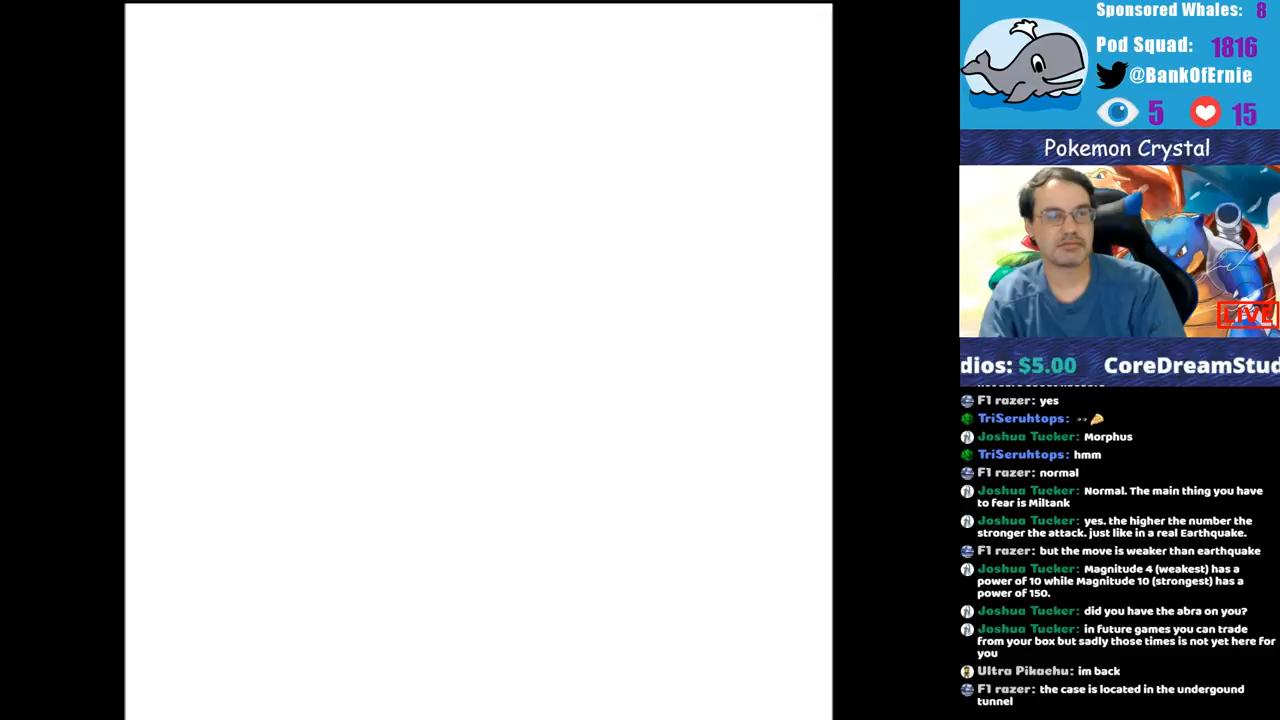 Sponsored Whales: 8
Pod Squad: 1816
@BankOfErnie
5 15
Pokemon Crystal
LIVE
dios: $5.00 CoreDreamStud
F1 razer: yes
TriSeruhtops: 👀 🍕
Joshua Tucker: Morphus
TriSeruhtops: hmm
F1 razer: normal
Joshua Tucker: Normal. The main thing you have
to fear is Miltank
Joshua Tucker: yes. the higher the number the
stronger the attack. just like in a real Earthquake.
F1 razer: but the move is weaker than earthquake
Joshua Tucker: Magnitude 4 (weakest) has a
power of 10 while Magnitude 10 (strongest) has a
power of 150.
Joshua Tucker: did you have the abra on you?
Joshua Tucker: in future games you can trade
from your box but sadly those times is not yet here for
you
Ultra Pikachu: im back
F1 razer: the case is located in the undergound
tunnel